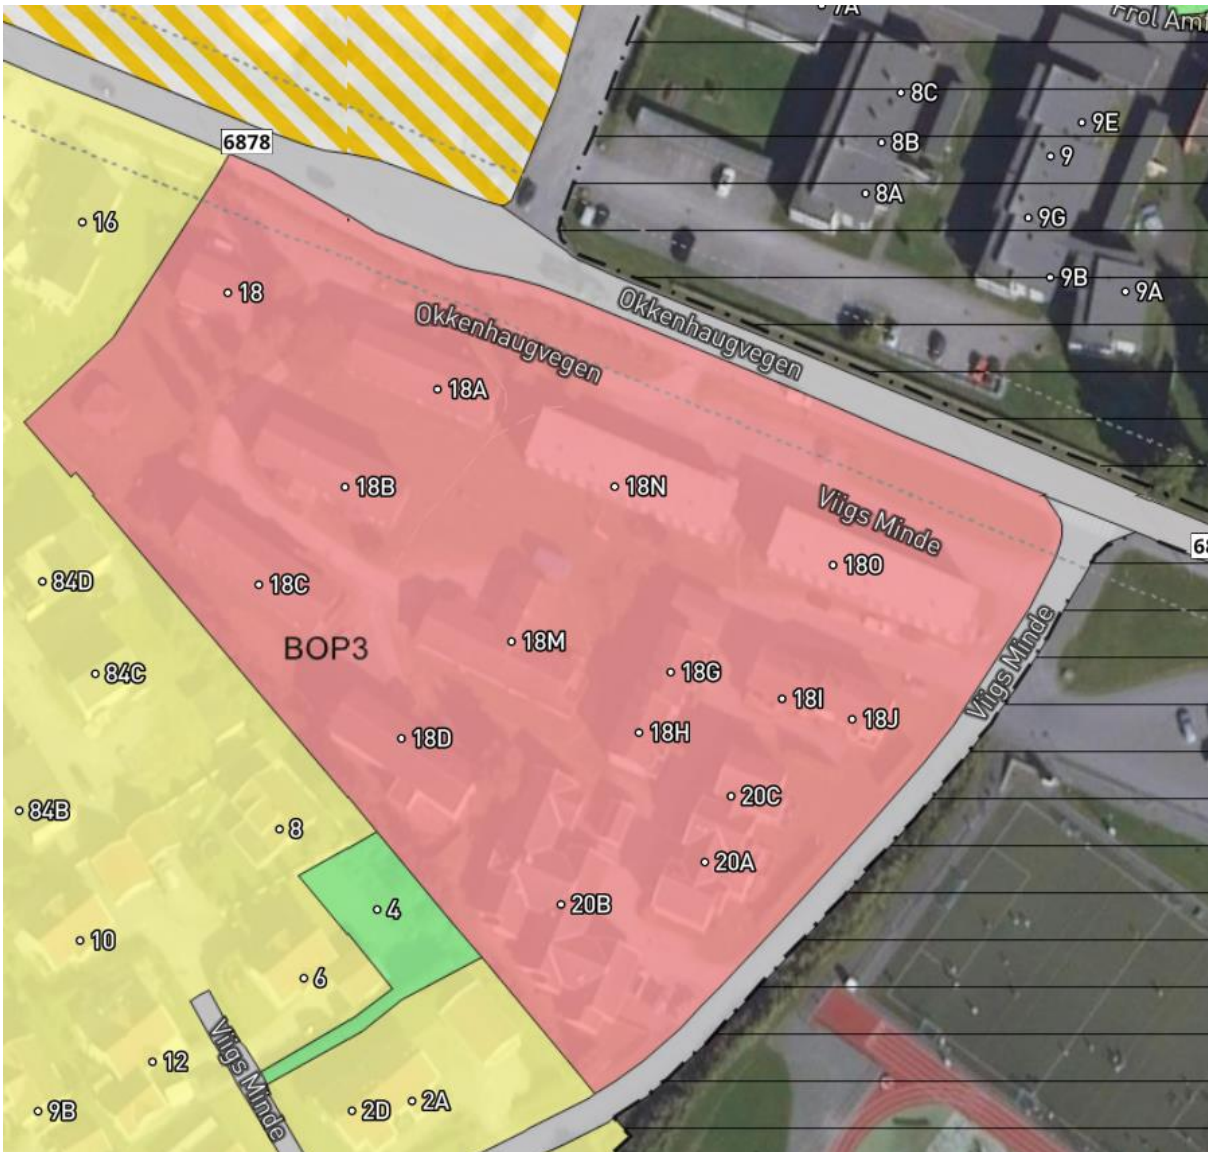 7A
Frol Amf
8C
9E
8B
9
6878
8A
9G
16
9B
9A
18
Okkenhaugvegen
Okkenhaugvegen
18A
18B
18N
Viigs Minde
68
18O
84D
18C
BOP3
18M
84C
18G
Viigs Minde
18I
18J
18D
18H
20C
84B
8
20A
4
20B
10
6
12
Viigs Minde
9B
2D
2A